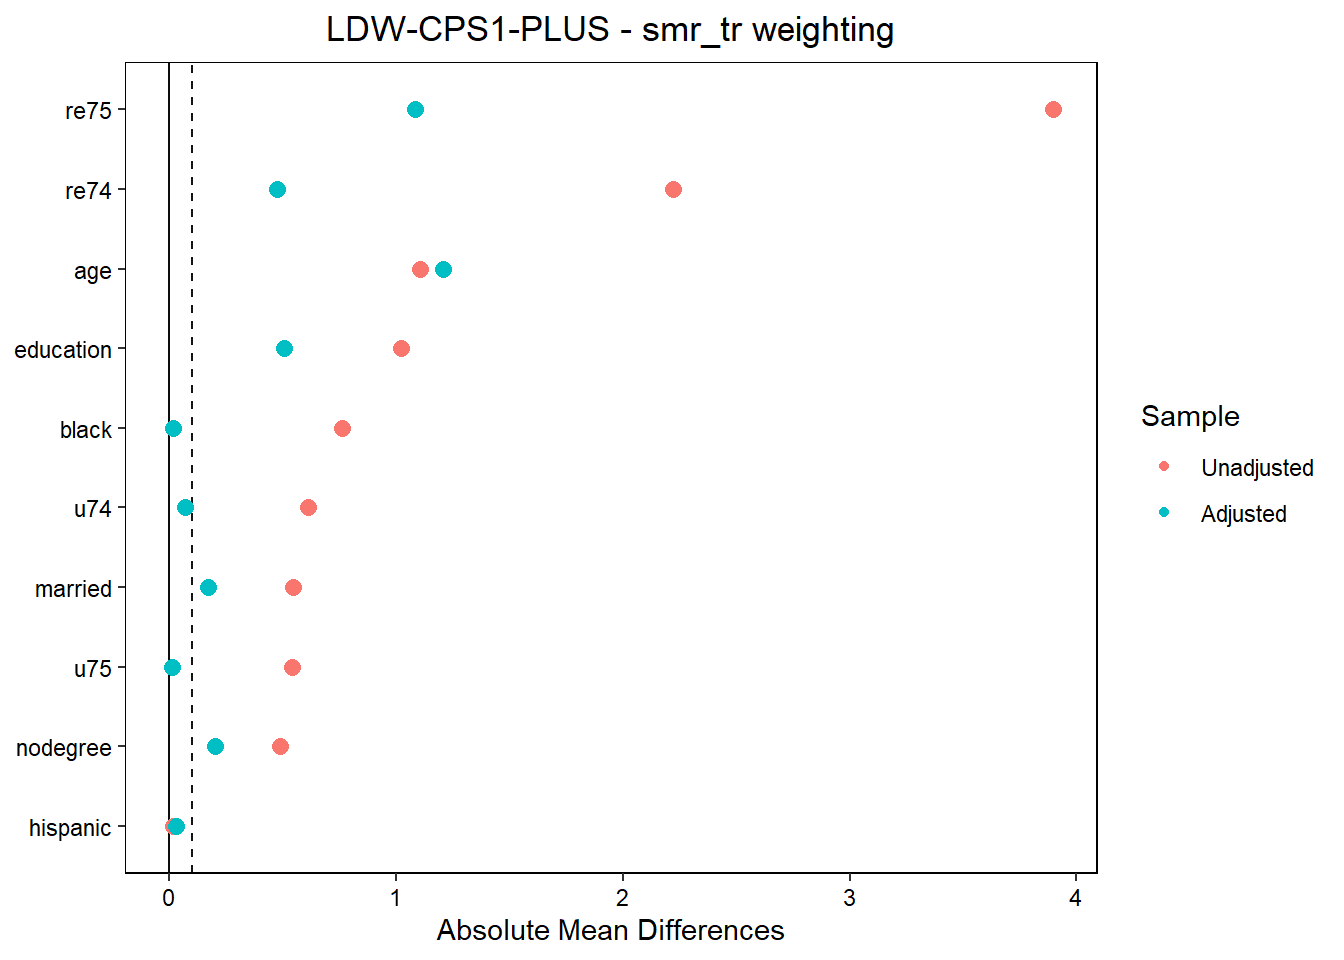 LDW-CPS1-PLUS - smr_tr weighting
re75
re74
age
education
black
u74
married
u75
nodegree
hispanic
0 1 2 3 4
Absolute Mean Differences
Sample
Unadjusted
Adjusted